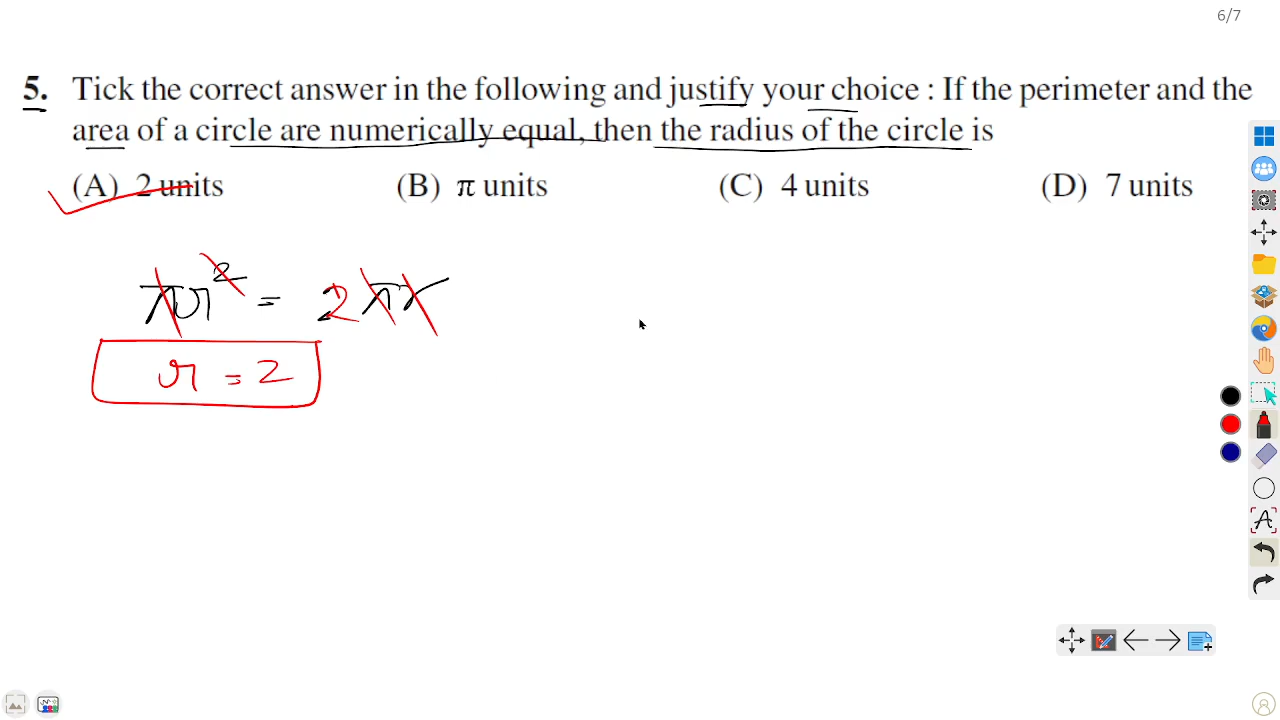 6/7
5. Tick the correct answer in the following and justify your choice : If the perimeter and the
area of a circle are numerically equal, then the radius of the circle is
(A) 2 units (B) π units (C) 4 units (D) 7 units
πr² = 2πr
r = 2